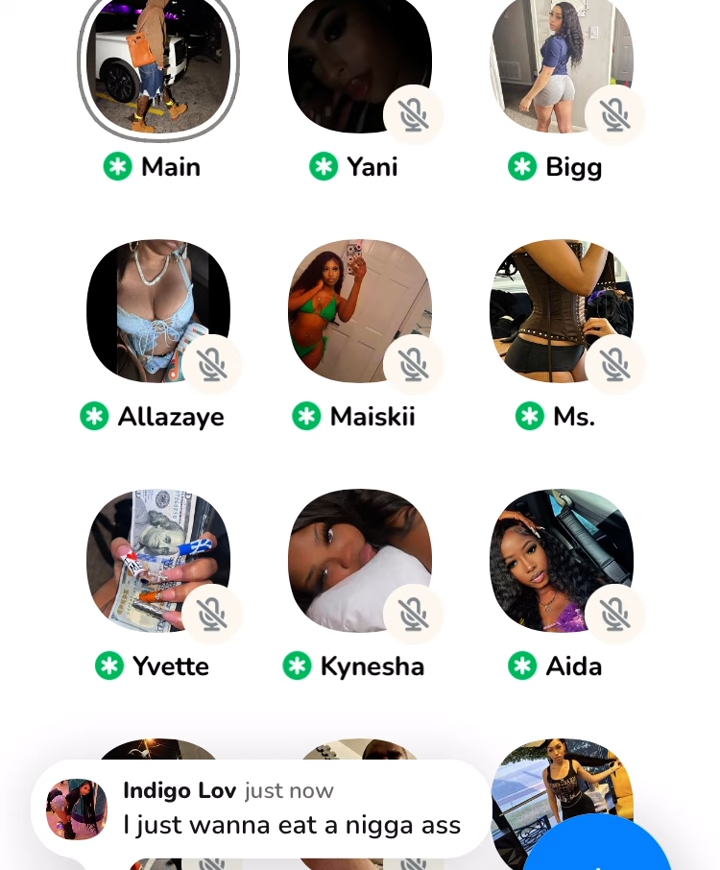 Main
Yani
Bigg
Allazaye
Maiskii
Ms.
Yvette
Kynesha
Aida
Indigo Lov just now
I just wanna eat a nigga ass